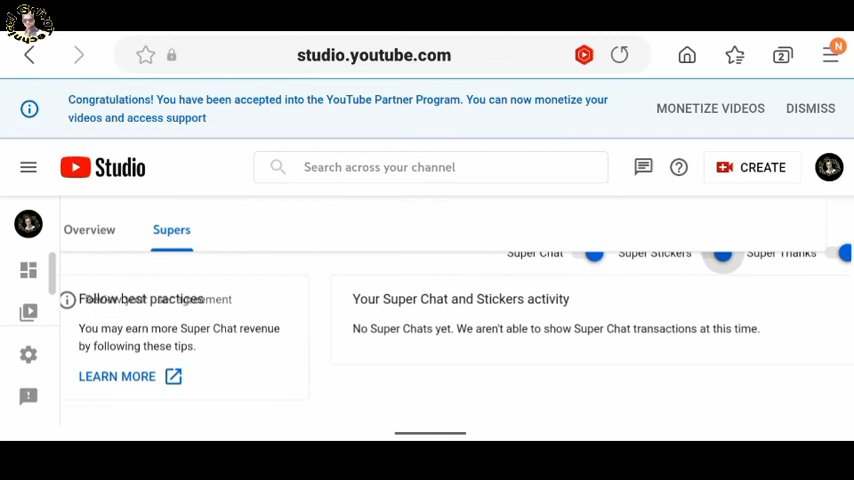 studio.youtube.com
2
N
Congratulations! You have been accepted into the YouTube Partner Program. You can now monetize your
videos and access support
MONETIZE VIDEOS
DISMISS
Studio
Search across your channel
CREATE
Overview
Supers
Super Chat
Super Stickers
Super Thanks
Follow best practices
agreement
You may earn more Super Chat revenue
by following these tips.
LEARN MORE
Your Super Chat and Stickers activity
No Super Chats yet. We aren't able to show Super Chat transactions at this time.